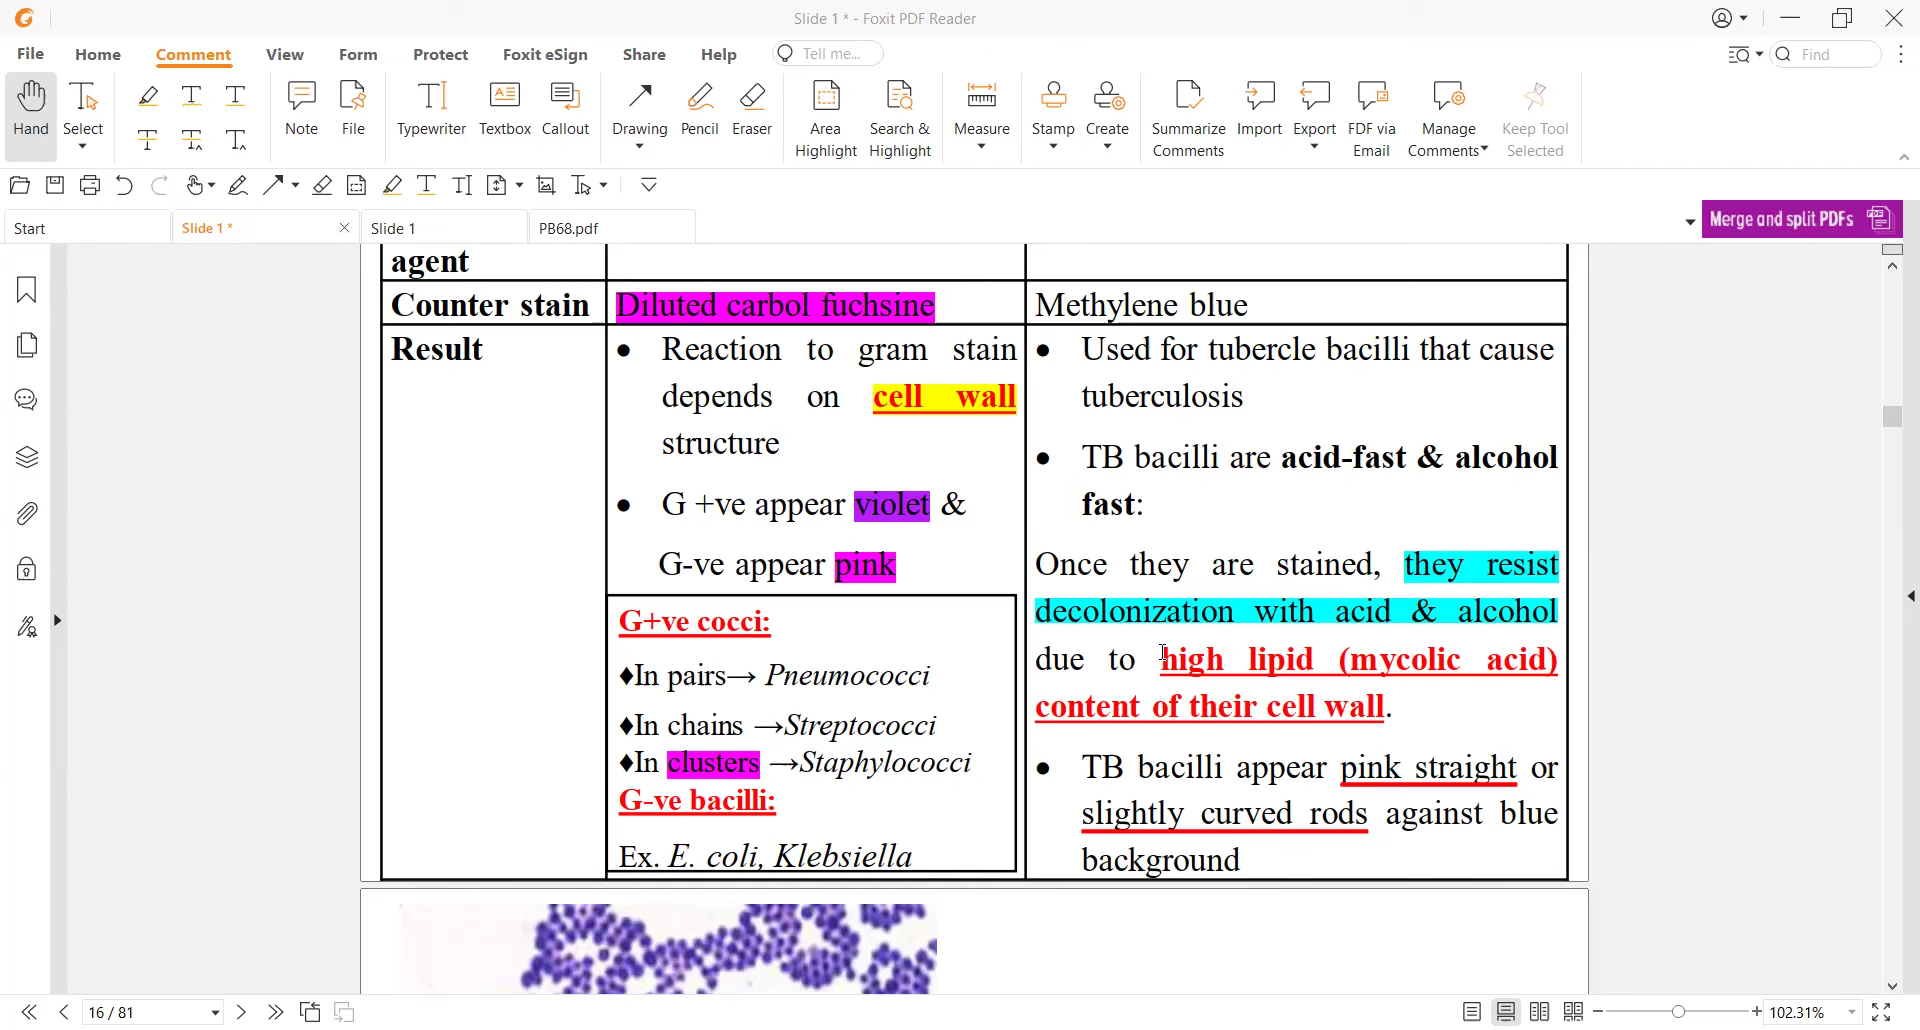 Slide 1 * - Foxit PDF Reader
File Home Comment View Form Protect Foxit eSign Share Help Tell me... Find
Hand Select Note File Typewriter Textbox Callout Drawing Pencil Eraser Area Highlight Search & Highlight Measure Stamp Create Summarize Comments Import Export FDF via Email Manage Comments Keep Tool Selected
Start Slide 1 * Slide 1 PB68.pdf Merge and split PDFs
agent
Counter stain Diluted carbol fuchsine Methylene blue
Result
• Reaction to gram stain
depends on cell wall
structure
• G +ve appear violet &
G-ve appear pink
G+ve cocci:
♦In pairs→ Pneumococci
♦In chains →Streptococci
♦In clusters →Staphylococci
G-ve bacilli:
Ex. E. coli, Klebsiella
• Used for tubercle bacilli that cause
tuberculosis
• TB bacilli are acid-fast & alcohol
fast:
Once they are stained, they resist
decolonization with acid & alcohol
due to high lipid (mycolic acid)
content of their cell wall.
• TB bacilli appear pink straight or
slightly curved rods against blue
background
16 / 81 102.31%